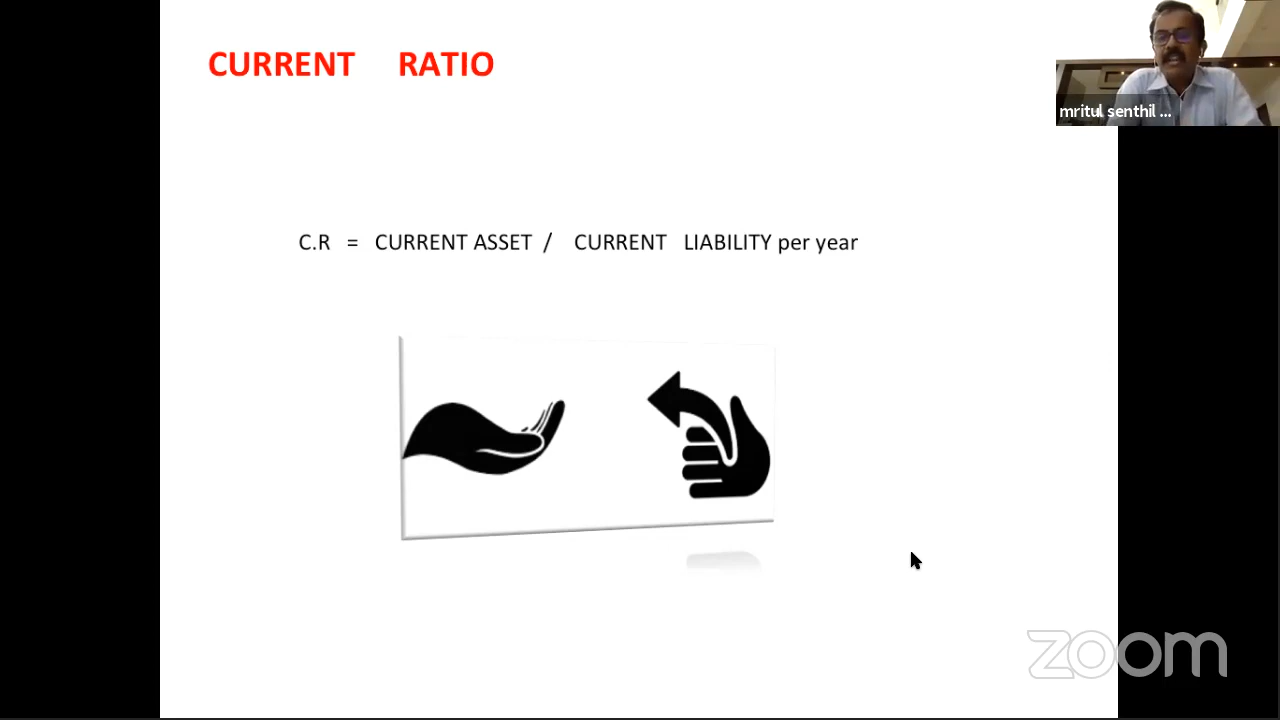 CURRENT RATIO
mritul senthil ...
C.R = CURRENT ASSET / CURRENT LIABILITY per year
zoom